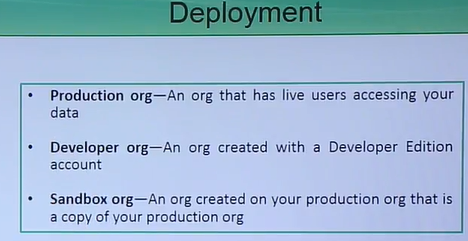 Deployment
• Production org—An org that has live users accessing your
data
• Developer org—An org created with a Developer Edition
account
• Sandbox org—An org created on your production org that is
a copy of your production org